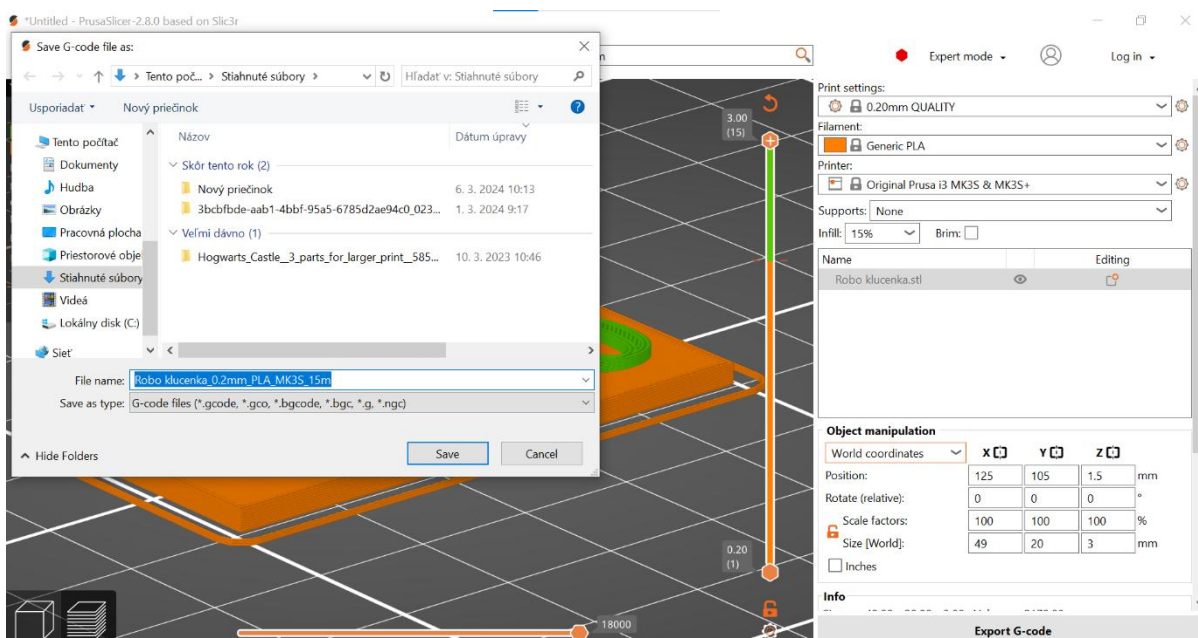 *Untitled - PrusaSlicer-2.8.0 based on Slic3r
Save G-code file as:
Tento poč... > Stiahnuté súbory >
Hľadať v: Stiahnuté súbory
Usporiadať
Nový priečinok
Tento počítač
Dokumenty
Hudba
Obrázky
Pracovná plocha
Priestorové obje
Stiahnuté súbory
Videá
Lokálny disk (C:)
Sieť
Názov
Dátum úpravy
Skôr tento rok (2)
Nový priečinok 6. 3. 2024 10:13
3bcbfbde-aab1-4bbf-95a5-6785d2ae94c0_023... 1. 3. 2024 9:17
Veľmi dávno (1)
Hogwarts_Castle__3_parts_for_larger_print__585... 10. 3. 2023 10:46
File name: Robo klucenka_0.2mm_PLA_MK3S_15m
Save as type: G-code files (*.gcode, *.gco, *.bgcode, *.bgc, *.g, *.ngc)
Hide Folders
Save
Cancel
3.00
(15)
0.20
(1)
18000
Expert mode
Log in
Print settings:
0.20mm QUALITY
Filament:
Generic PLA
Printer:
Original Prusa i3 MK3S & MK3S+
Supports: None
Infill: 15% Brim:
Name Editing
Robo klucenka.stl
Object manipulation
World coordinates X Y Z
Position: 125 105 1.5 mm
Rotate (relative): 0 0 0 °
Scale factors: 100 100 100 %
Size [World]: 49 20 3 mm
Inches
Info
Export G-code